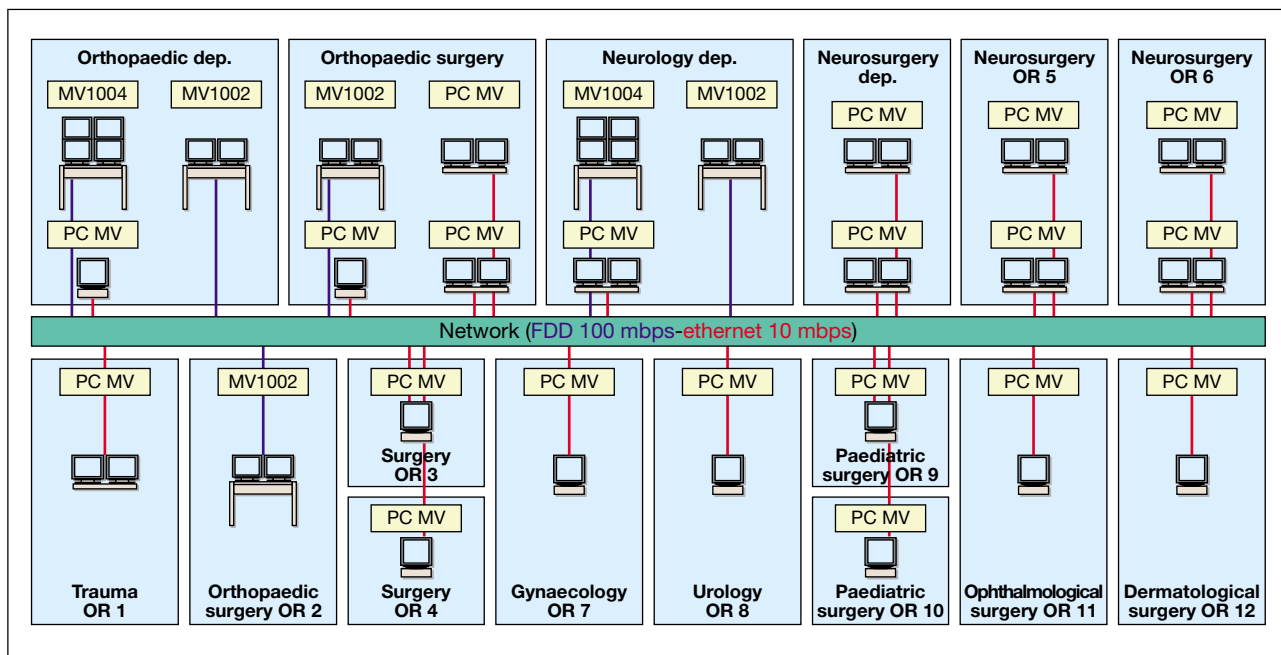 Orthopaedic dep.
MV1004
MV1002
PC MV
Orthopaedic surgery
MV1002
PC MV
PC MV
PC MV
Neurology dep.
MV1004
MV1002
PC MV
Neurosurgery
dep.
PC MV
PC MV
Neurosurgery
OR 5
PC MV
PC MV
Neurosurgery
OR 6
PC MV
PC MV
Network (FDD 100 mbps-ethernet 10 mbps)
PC MV
Trauma
OR 1
MV1002
Orthopaedic
surgery OR 2
PC MV
Surgery
OR 3
PC MV
Surgery
OR 4
PC MV
Gynaecology
OR 7
PC MV
Urology
OR 8
PC MV
Paediatric
surgery OR 9
PC MV
Paediatric
surgery OR 10
PC MV
Ophthalmological
surgery OR 11
PC MV
Dermatological
surgery OR 12